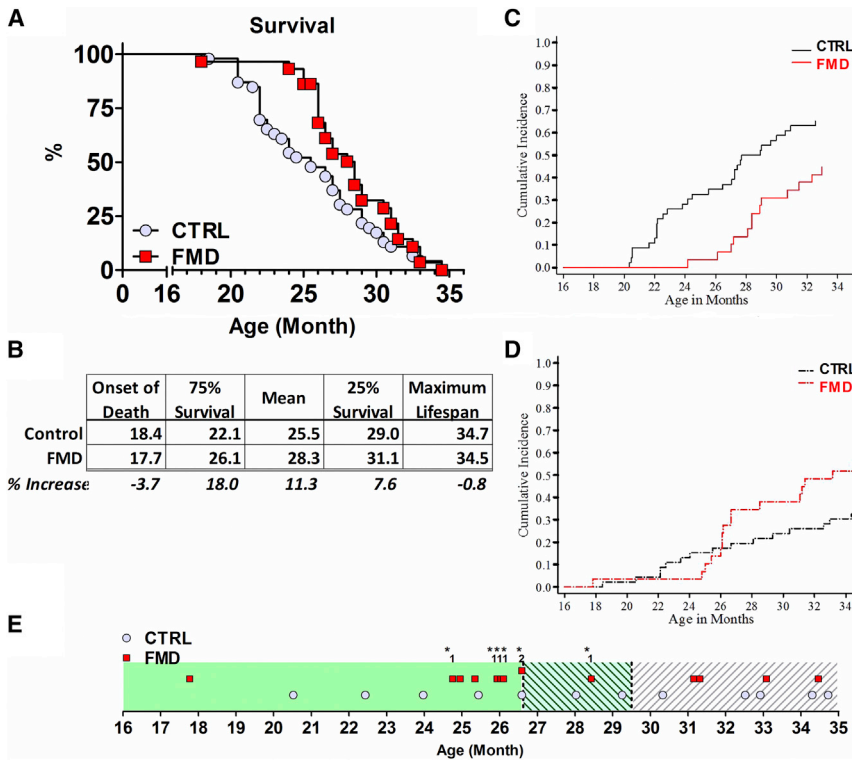 A
Survival
100
75
50
25
0
%
CTRL
FMD
0 16 20 25 30 35
Age (Month)
B
Onset of Death 75% Survival Mean 25% Survival Maximum Lifespan
Control 18.4 22.1 25.5 29.0 34.7
FMD 17.7 26.1 28.3 31.1 34.5
% Increase -3.7 18.0 11.3 7.6 -0.8
C
CTRL
FMD
Cumulative Incidence
1.0
0.9
0.8
0.7
0.6
0.5
0.4
0.3
0.2
0.1
0.0
16 18 20 22 24 26 28 30 32 34
Age in Months
D
CTRL
FMD
Cumulative Incidence
1.0
0.9
0.8
0.7
0.6
0.5
0.4
0.3
0.2
0.1
0.0
16 18 20 22 24 26 28 30 32 34
Age in Months
E
CTRL
FMD
* *** * *
1 111 2 1
16 17 18 19 20 21 22 23 24 25 26 27 28 29 30 31 32 33 34 35
Age (Month)